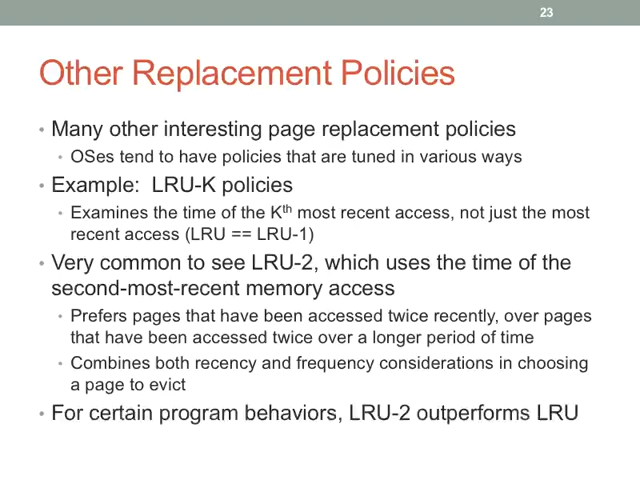 23
Other Replacement Policies
• Many other interesting page replacement policies
• OSes tend to have policies that are tuned in various ways
• Example: LRU-K policies
• Examines the time of the Kth most recent access, not just the most
recent access (LRU == LRU-1)
• Very common to see LRU-2, which uses the time of the
second-most-recent memory access
• Prefers pages that have been accessed twice recently, over pages
that have been accessed twice over a longer period of time
• Combines both recency and frequency considerations in choosing
a page to evict
• For certain program behaviors, LRU-2 outperforms LRU